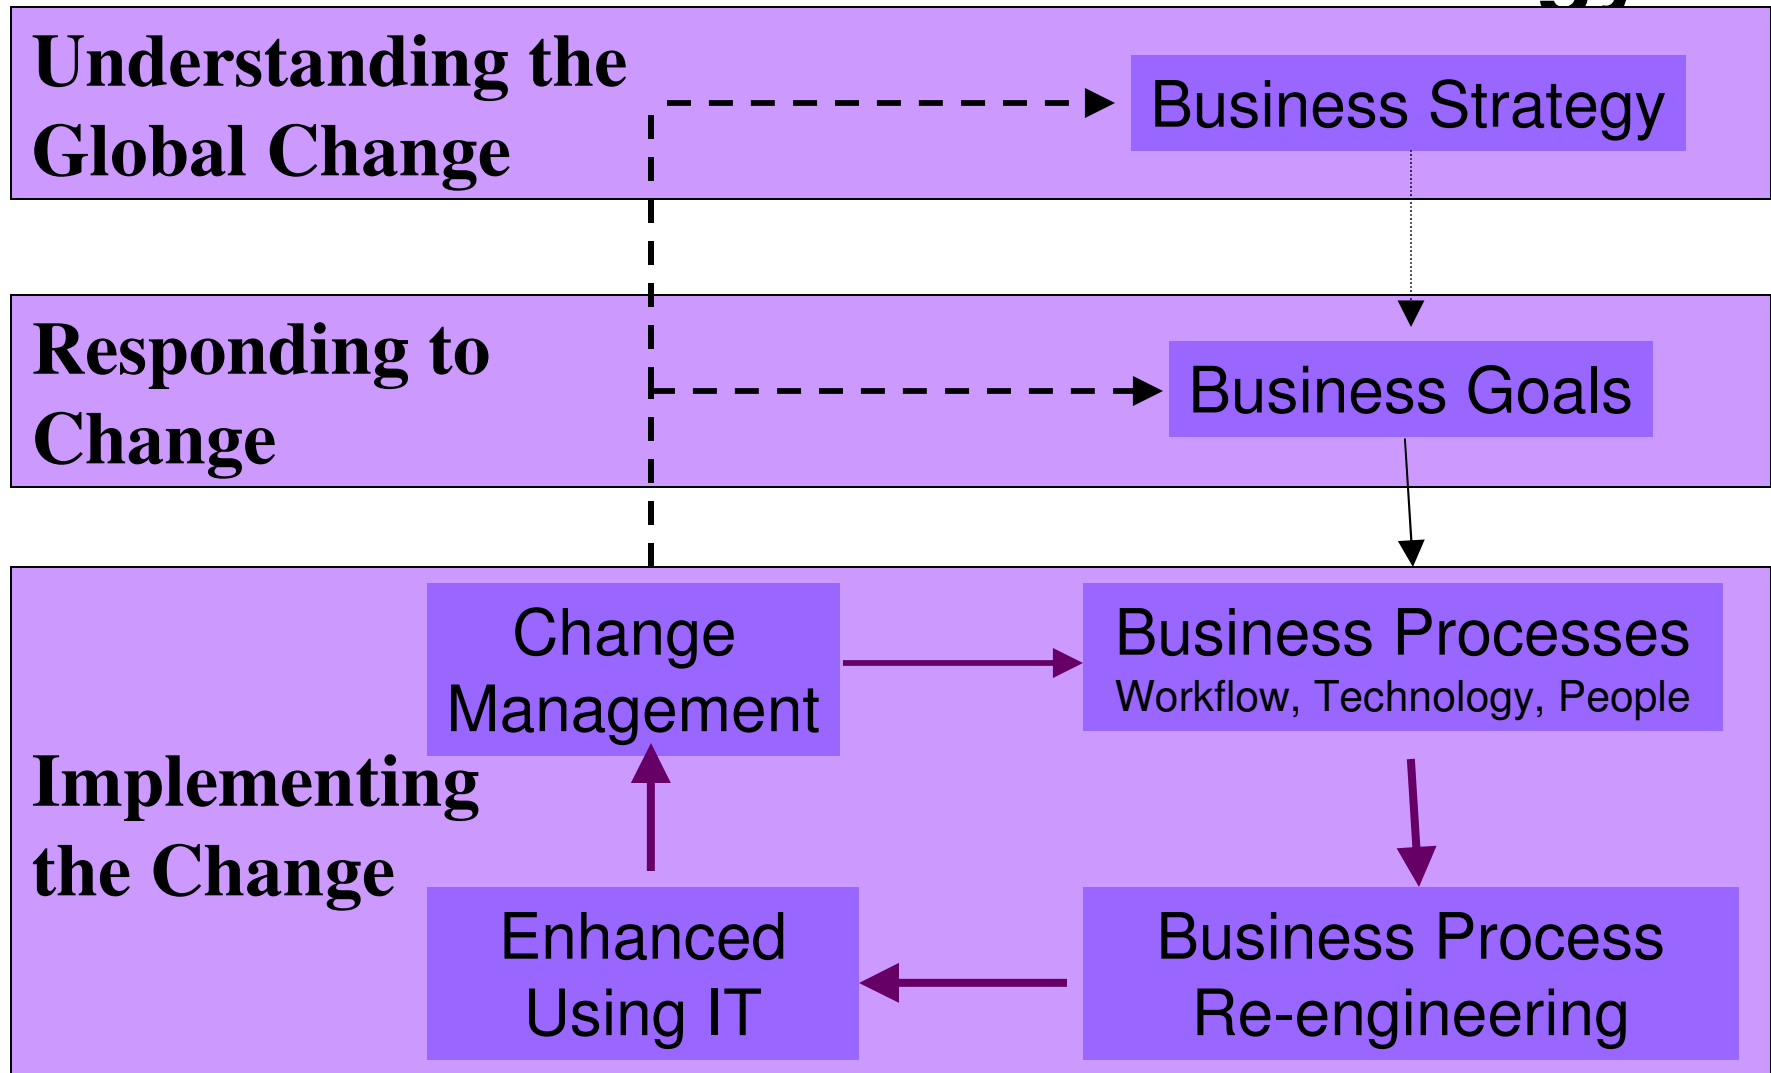 Understanding the
Global Change
Business Strategy
Responding to
Change
Business Goals
Change
Management
Business Processes
Workflow, Technology, People
Implementing
the Change
Enhanced
Using IT
Business Process
Re-engineering